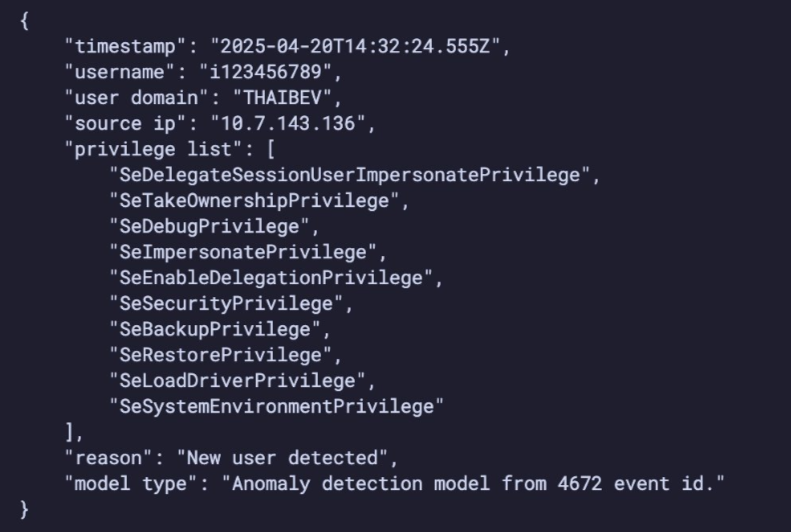 {
"timestamp": "2025-04-20T14:32:24.555Z",
"username": "i123456789",
"user domain": "THAIBEV",
"source ip": "10.7.143.136",
"privilege list": [
"SeDelegateSessionUserImpersonatePrivilege",
"SeTakeOwnershipPrivilege",
"SeDebugPrivilege",
"SeImpersonatePrivilege",
"SeEnableDelegationPrivilege",
"SeSecurityPrivilege",
"SeBackupPrivilege",
"SeRestorePrivilege",
"SeLoadDriverPrivilege",
"SeSystemEnvironmentPrivilege"
],
"reason": "New user detected",
"model type": "Anomaly detection model from 4672 event id."
}